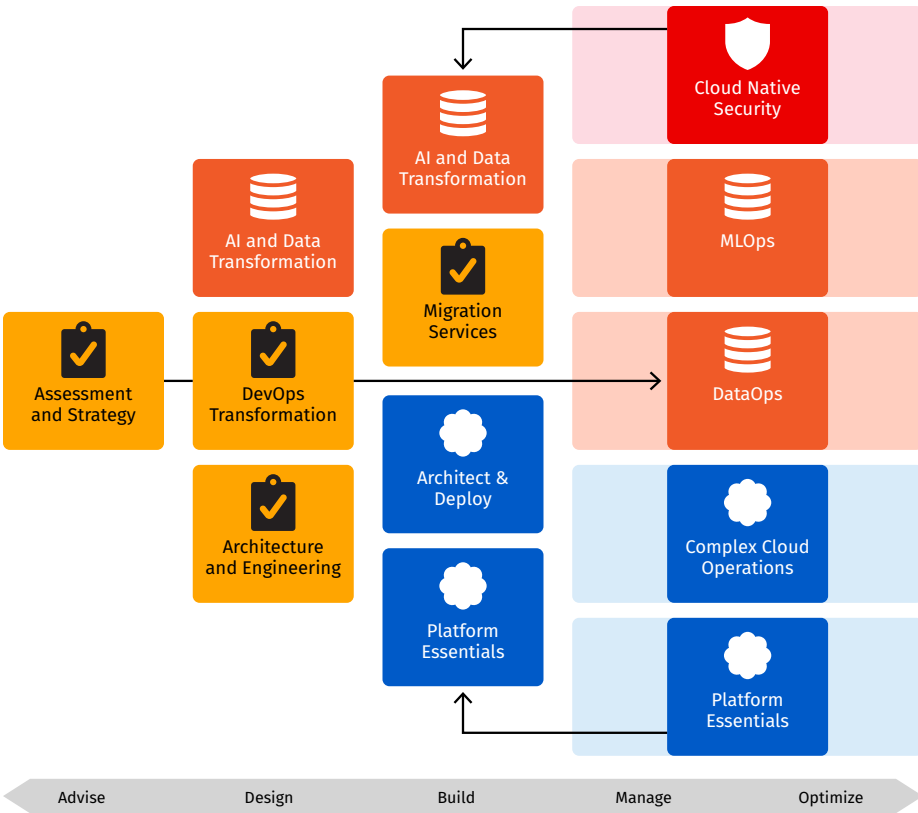 Cloud Native
Security
AI and Data
Transformation
AI and Data
Transformation
MLOps
Migration
Services
Assessment
and Strategy
DevOps
Transformation
DataOps
Architect &
Deploy
Architecture
and Engineering
Complex Cloud
Operations
Platform
Essentials
Platform
Essentials
Advise
Design
Build
Manage
Optimize